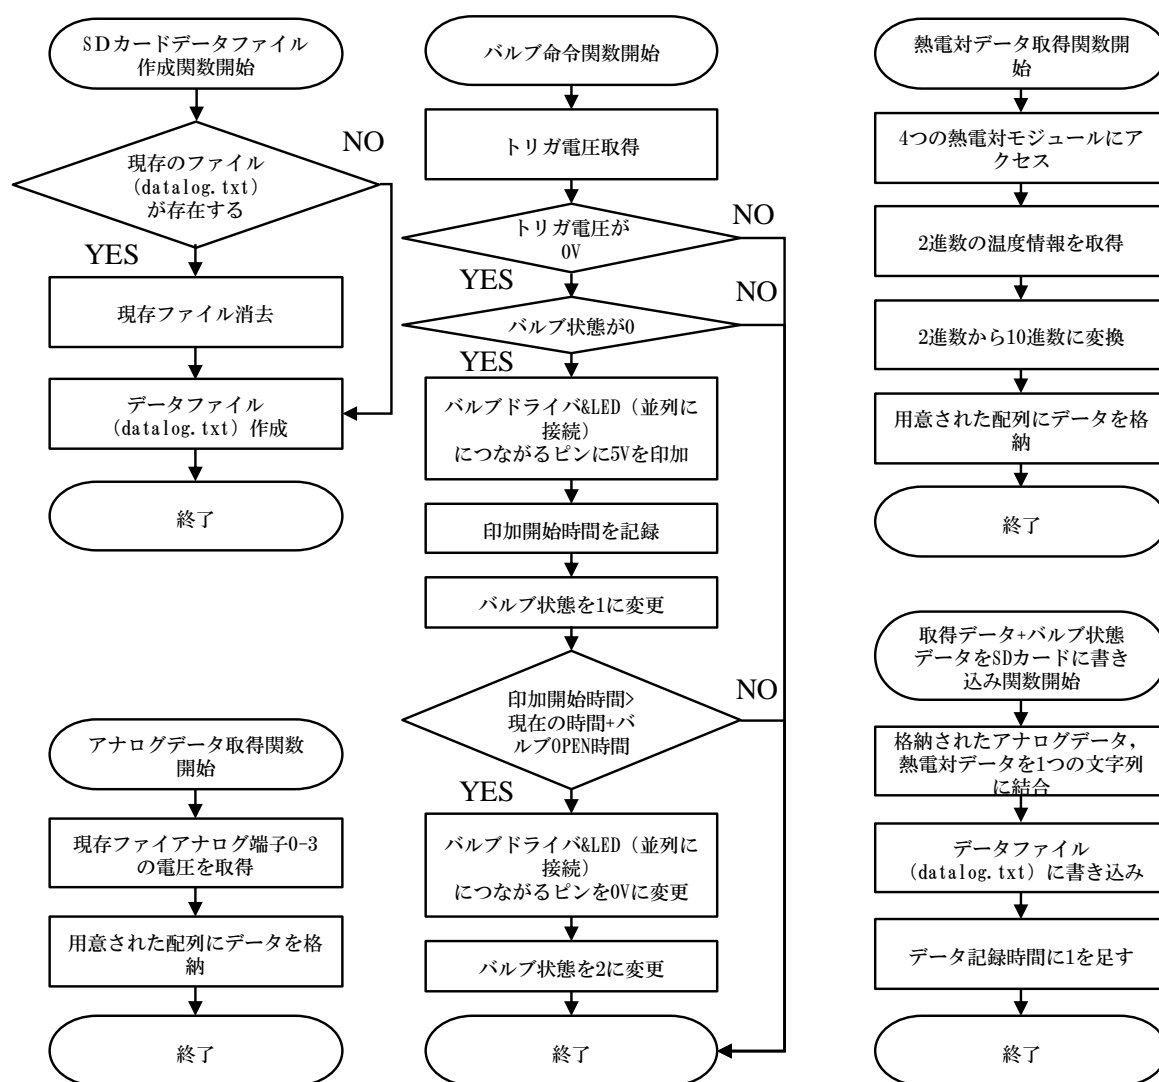 SDカードデータファイル
作成関数開始
NO
現存のファイル
(datalog.txt)
が存在する
YES
現存ファイル消去
データファイル
(datalog.txt) 作成
終了
アナログデータ取得関数
開始
現存ファイアナログ端子0-3
の電圧を取得
用意された配列にデータを格
納
終了
バルブ命令関数開始
トリガ電圧取得
トリガ電圧が
0V
NO
YES
バルブ状態が0
NO
YES
バルブドライバ&LED（並列に
接続）
につながるピンに5Vを印加
印加開始時間を記録
バルブ状態を1に変更
印加開始時間>
現在の時間+バ
ルブOPEN時間
NO
YES
バルブドライバ&LED（並列に
接続）
につながるピンを0Vに変更
バルブ状態を2に変更
終了
熱電対データ取得関数開
始
4つの熱電対モジュールにア
クセス
2進数の温度情報を取得
2進数から10進数に変換
用意された配列にデータを格
納
終了
取得データ+バルブ状態
データをSDカードに書き
込み関数開始
格納されたアナログデータ,
熱電対データを1つの文字列
に結合
データファイル
(datalog.txt) に書き込み
データ記録時間に1を足す
終了